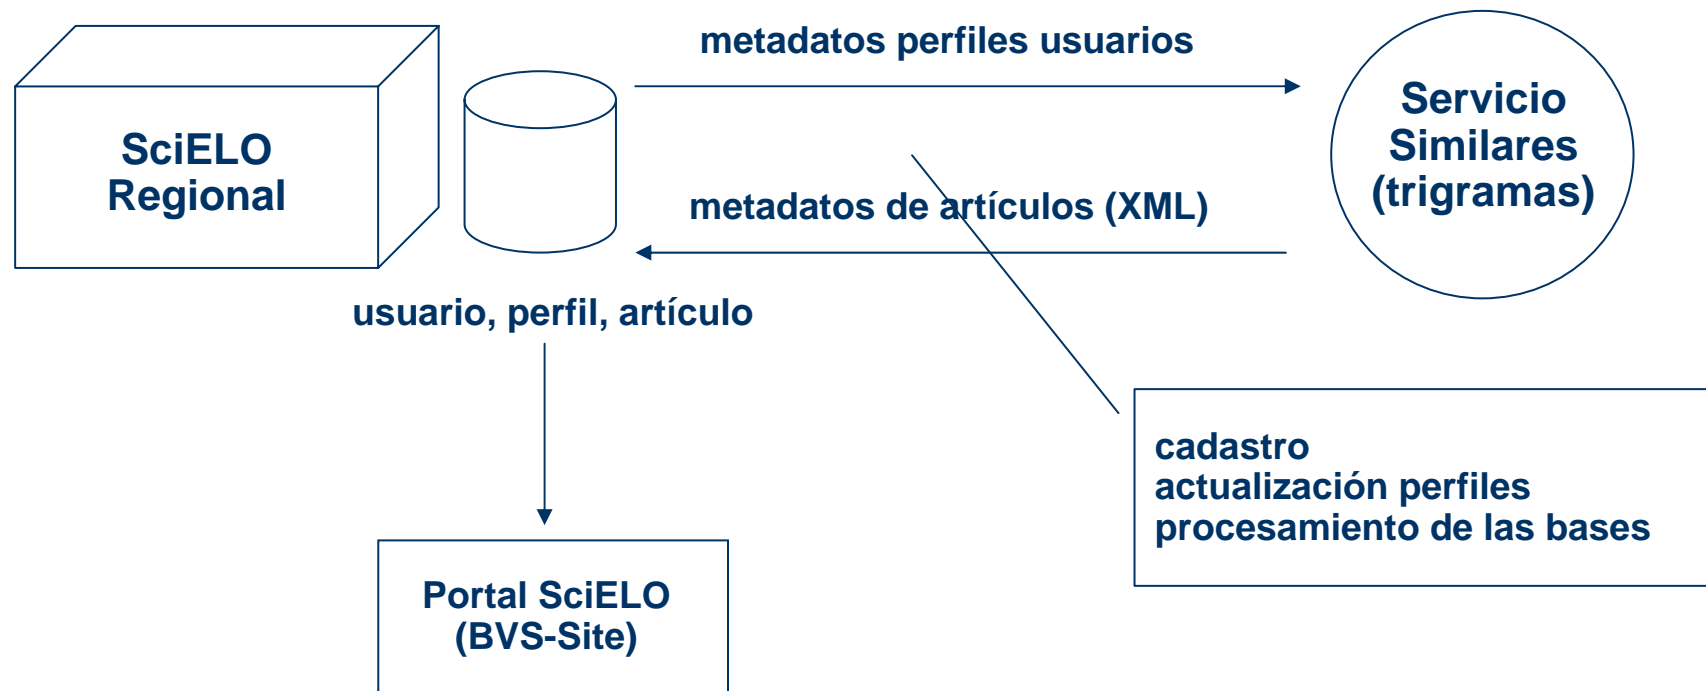 metadatos perfiles usuarios
SciELO
Regional
Servicio
Similares
(trigramas)
metadatos de artículos (XML)
usuario, perfil, artículo
cadastro
actualización perfiles
procesamiento de las bases
Portal SciELO
(BVS-Site)